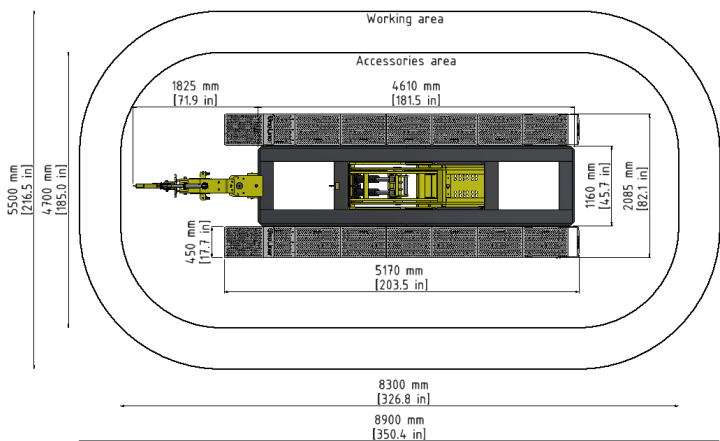 Working area
Accessories area
1825 mm
[71.9 in]
4610 mm
[181.5 in]
5500 mm
[216.5 in]
4700 mm
[185.0 in]
1160 mm
[45.7 in]
2085 mm
[82.1 in]
450 mm
[17.7 in]
5170 mm
[203.5 in]
8300 mm
[326.8 in]
8900 mm
[350.4 in]